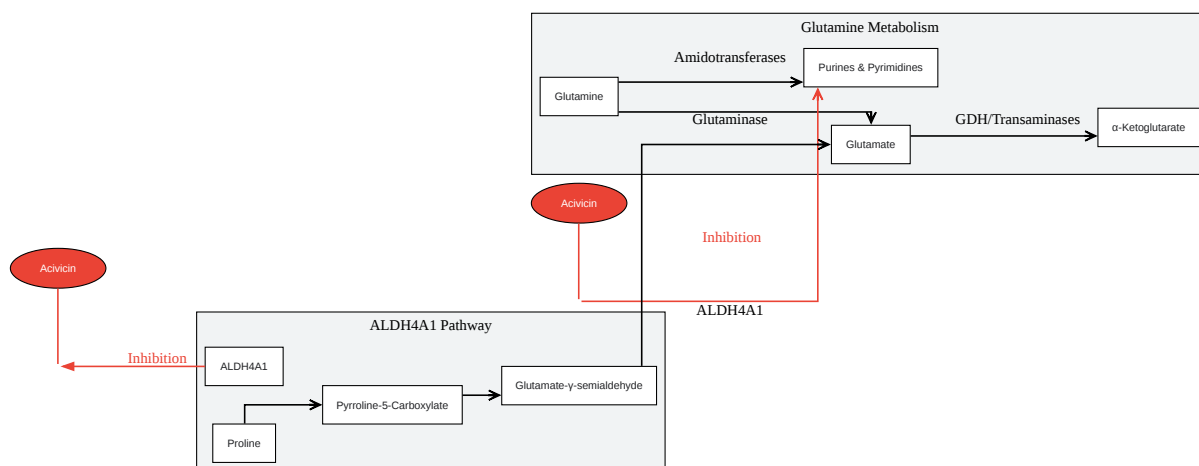 Glutamine Metabolism
Amidotransferases
Purines & Pyrimidines
Glutamine
Glutaminase
GDH/Transaminases
α-Ketoglutarate
Glutamate
Acivicin
Inhibition
Acivicin
ALDH4A1
ALDH4A1 Pathway
Inhibition
ALDH4A1
Glutamate-γ-semialdehyde
Pyrroline-5-Carboxylate
Proline